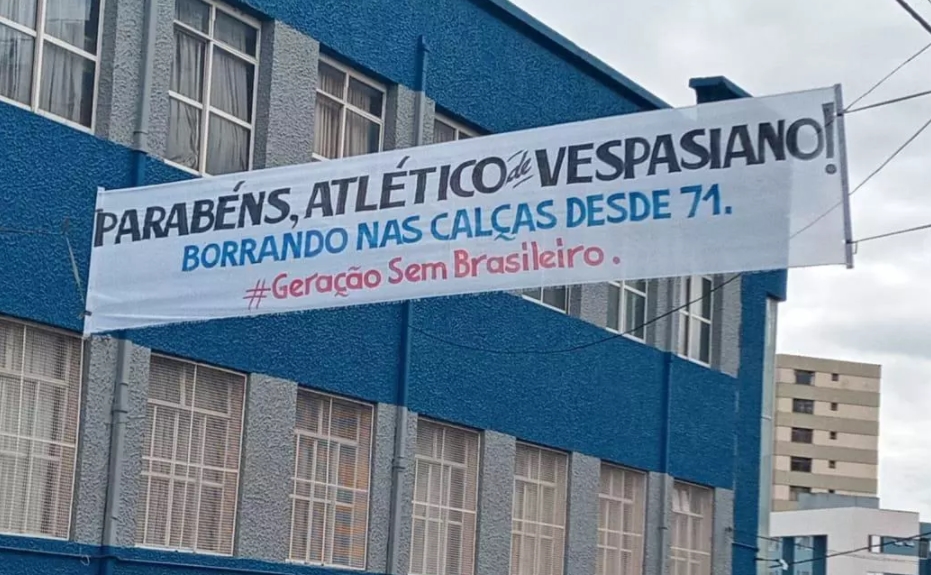 PARABÉNS, ATLÉTICO de VESPASIANO!
BORRANDO NAS CALÇAS DESDE 71.
#Geração Sem Brasileiro.